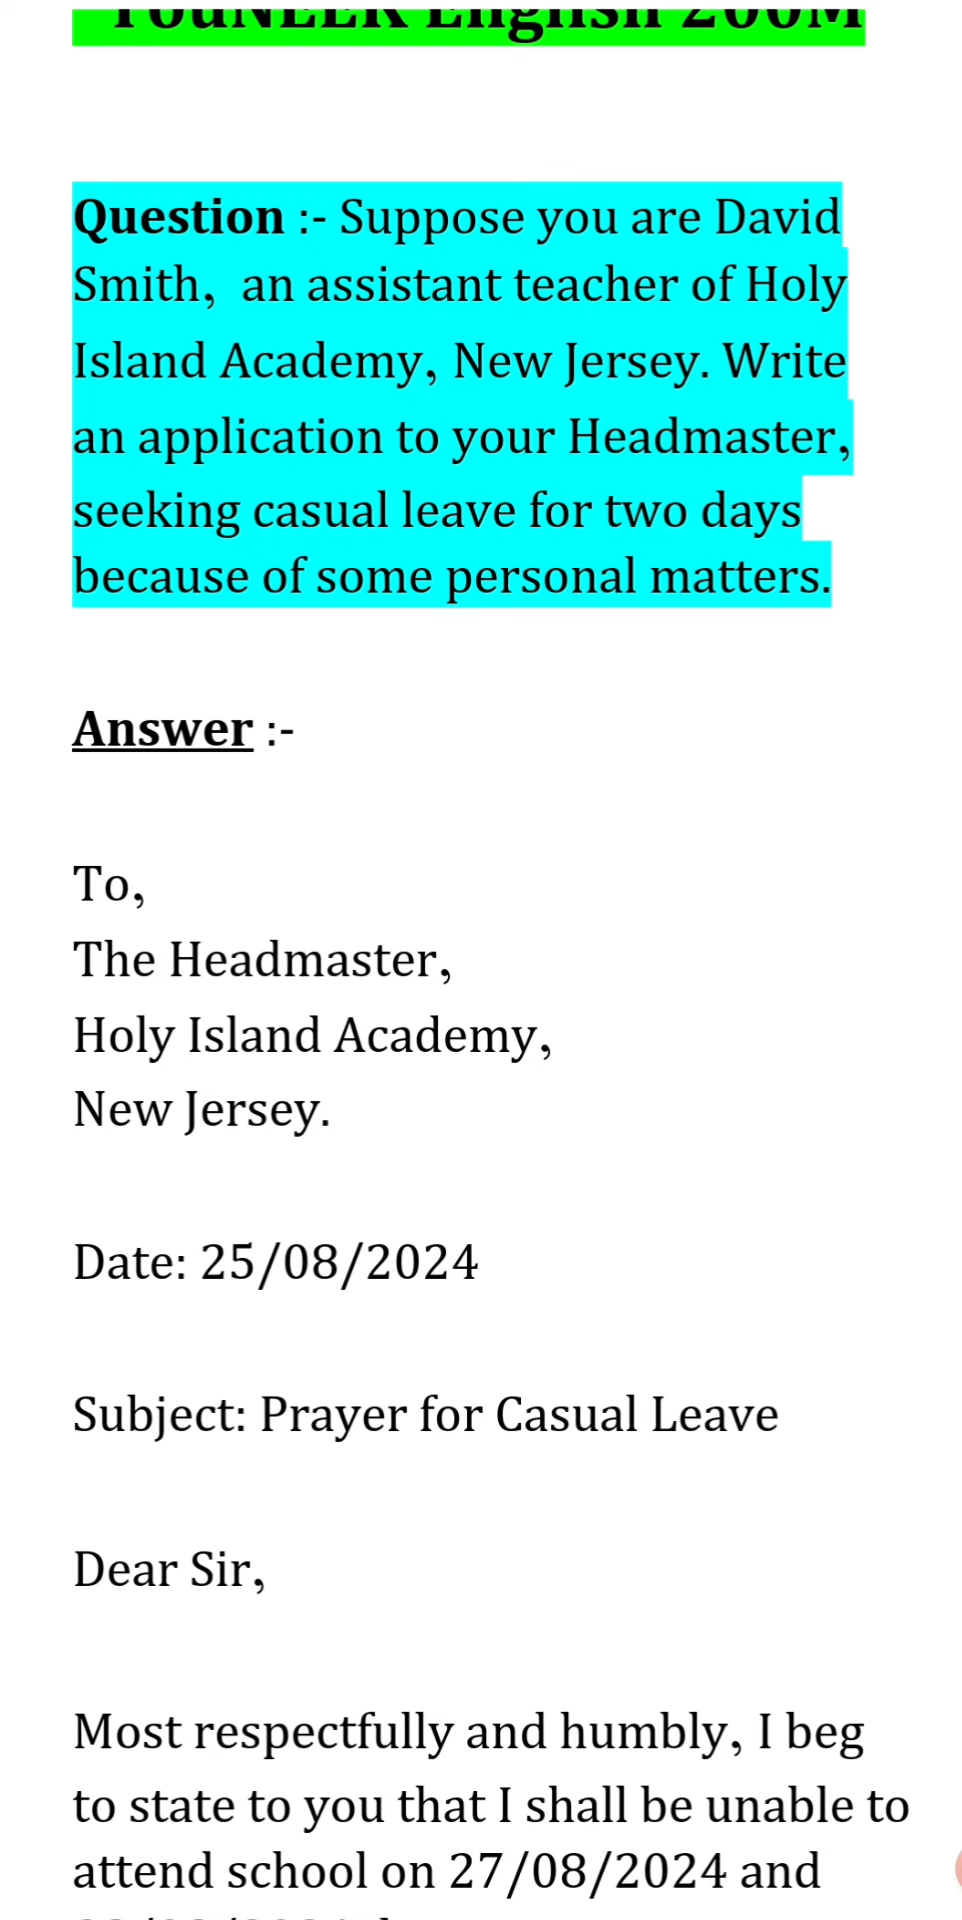 English 200M
Question :- Suppose you are David
Smith, an assistant teacher of Holy
Island Academy, New Jersey. Write
an application to your Headmaster,
seeking casual leave for two days
because of some personal matters.
Answer :-
To,
The Headmaster,
Holy Island Academy,
New Jersey.
Date: 25/08/2024
Subject: Prayer for Casual Leave
Dear Sir,
Most respectfully and humbly, I beg
to state to you that I shall be unable to
attend school on 27/08/2024 and